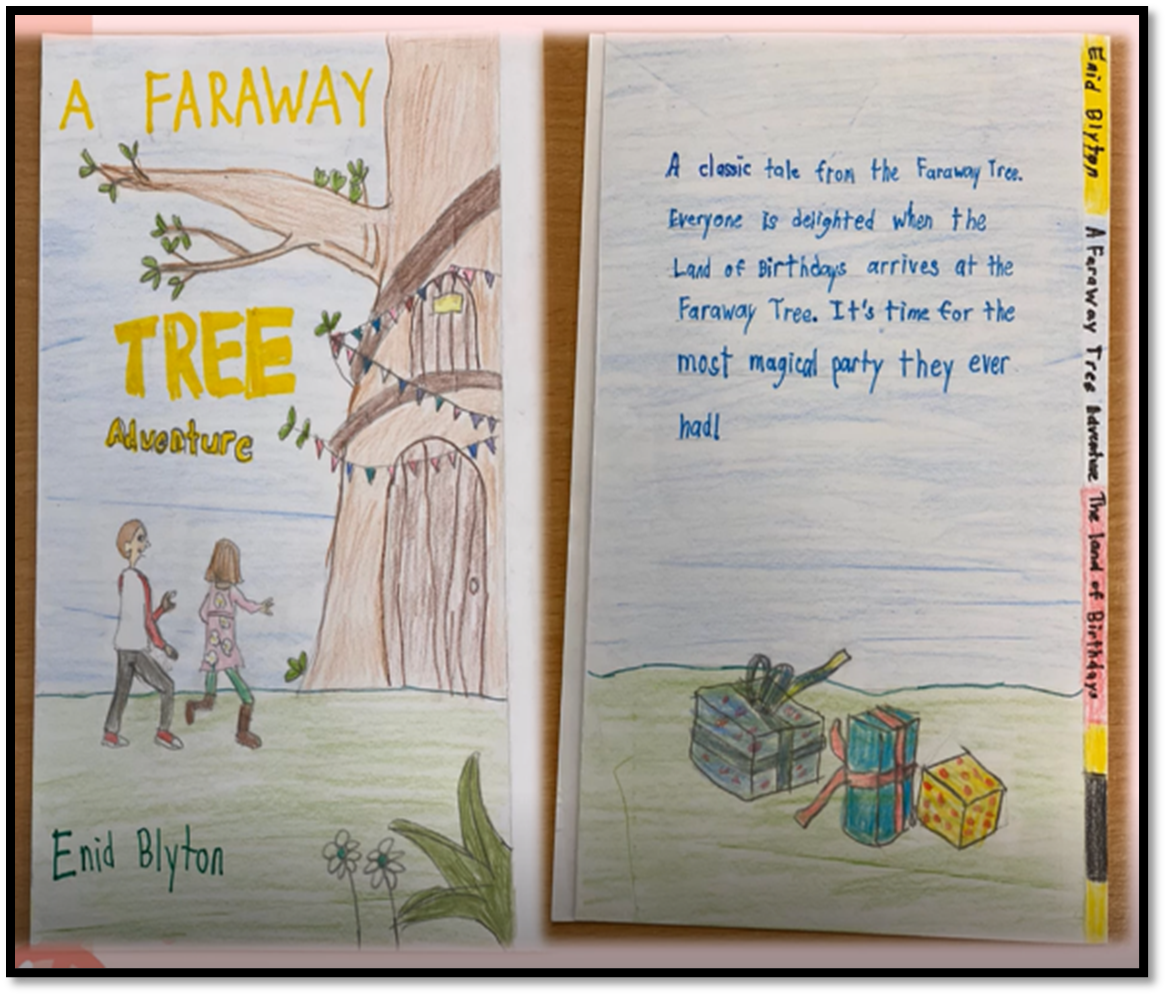 A FARAWAY
TREE
Adventure
Enid Blyton
A classic tale from the Faraway Tree.
Everyone is delighted when the
Land of Birthdays arrives at the
Faraway Tree. It's time for the
most magical party they ever
had!
Enid Blyton A Faraway Tree Adventure The land of Birthdays